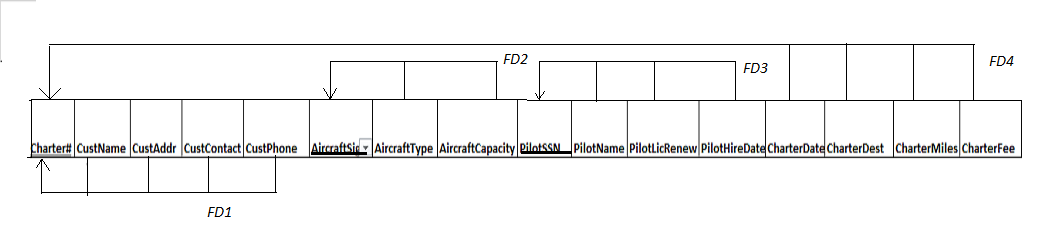 FD2
FD3
FD4
Charter# CustName CustAddr CustContact CustPhone AircraftSig AircraftType AircraftCapacity PilotSSN PilotName PilotLicRenew PilotHireDate CharterDate CharterDest CharterMiles CharterFee
FD1